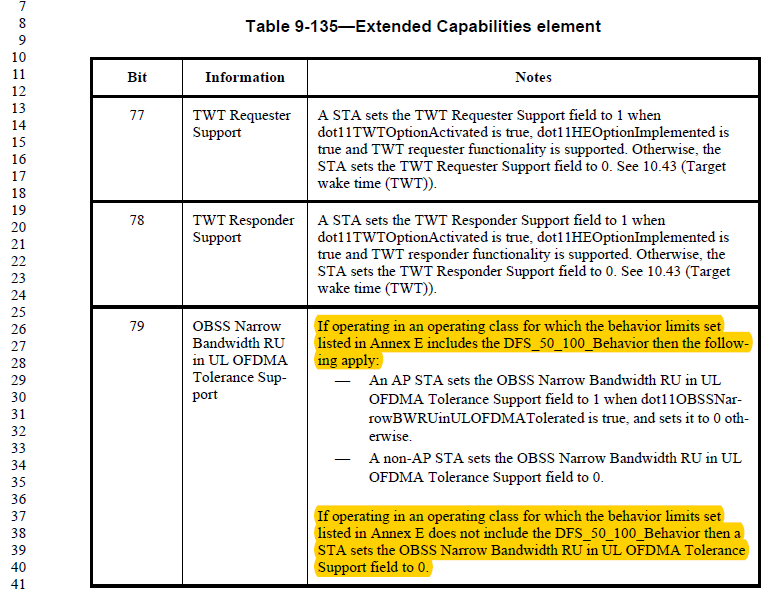 7
8
9
10
11
12
13
14
15
16
17
18
19
20
21
22
23
24
25
26
27
28
29
30
31
32
33
34
35
36
37
38
39
40
41
Table 9-135—Extended Capabilities element
Bit Information Notes
77 TWT Requester Support
A STA sets the TWT Requester Support field to 1 when
dot11TWTOptionActivated is true, dot11HEOptionImplemented is
true and TWT requester functionality is supported. Otherwise, the
STA sets the TWT Requester Support field to 0. See 10.43 (Target
wake time (TWT)).
78 TWT Responder Support
A STA sets the TWT Responder Support field to 1 when
dot11TWTOptionActivated is true, dot11HEOptionImplemented is
true and TWT responder functionality is supported. Otherwise, the
STA sets the TWT Responder Support field to 0. See 10.43 (Target
wake time (TWT)).
79 OBSS Narrow
Bandwidth RU
in UL OFDMA
Tolerance Sup-
port
If operating in an operating class for which the behavior limits set
listed in Annex E includes the DFS_50_100_Behavior then the follow-
ing apply:
— An AP STA sets the OBSS Narrow Bandwidth RU in UL
OFDMA Tolerance Support field to 1 when dot11OBSSNar-
rowBWRUinULOFDMATolerated is true, and sets it to 0 oth-
erwise.
— A non-AP STA sets the OBSS Narrow Bandwidth RU in UL
OFDMA Tolerance Support field to 0.
If operating in an operating class for which the behavior limits set
listed in Annex E does not include the DFS_50_100_Behavior then a
STA sets the OBSS Narrow Bandwidth RU in UL OFDMA Tolerance
Support field to 0.